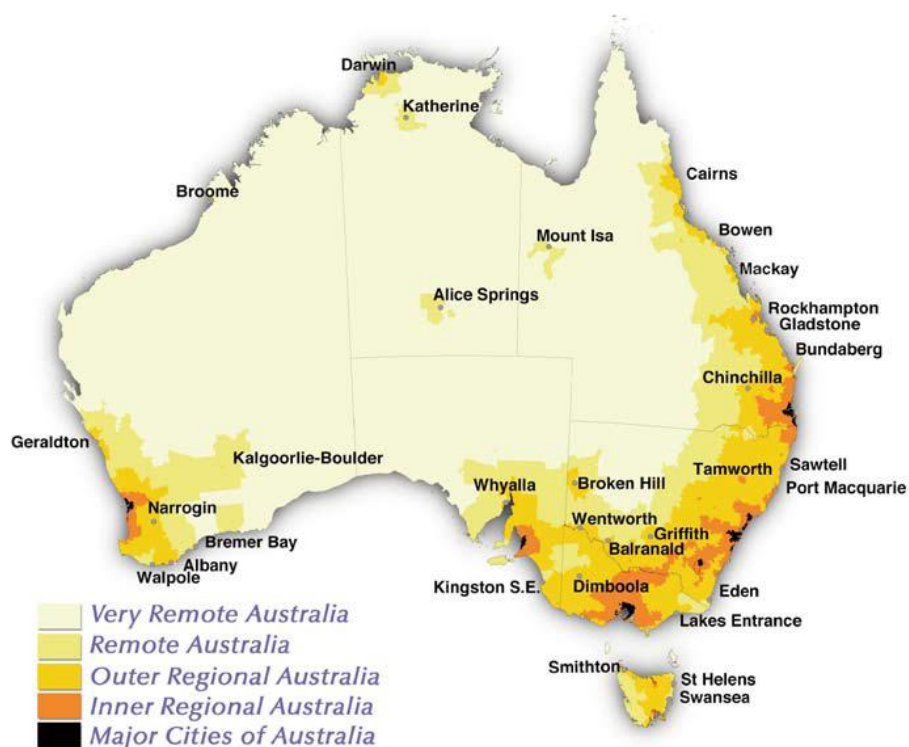 Darwin
Katherine
Cairns
Broome
Bowen
Mount Isa
Mackay
Alice Springs
Rockhampton
Gladstone
Bundaberg
Chinchilla
Geraldton
Kalgoorlie-Boulder
Tamworth
Sawtell
Whyalla
Broken Hill
Port Macquarie
Narrogin
Wentworth
Griffith
Bremer Bay
Balranald
Albany
Walpole
Kingston S.E.
Dimboola
Eden
Lakes Entrance
Smithton
St Helens
Swansea
Very Remote Australia
Remote Australia
Outer Regional Australia
Inner Regional Australia
Major Cities of Australia